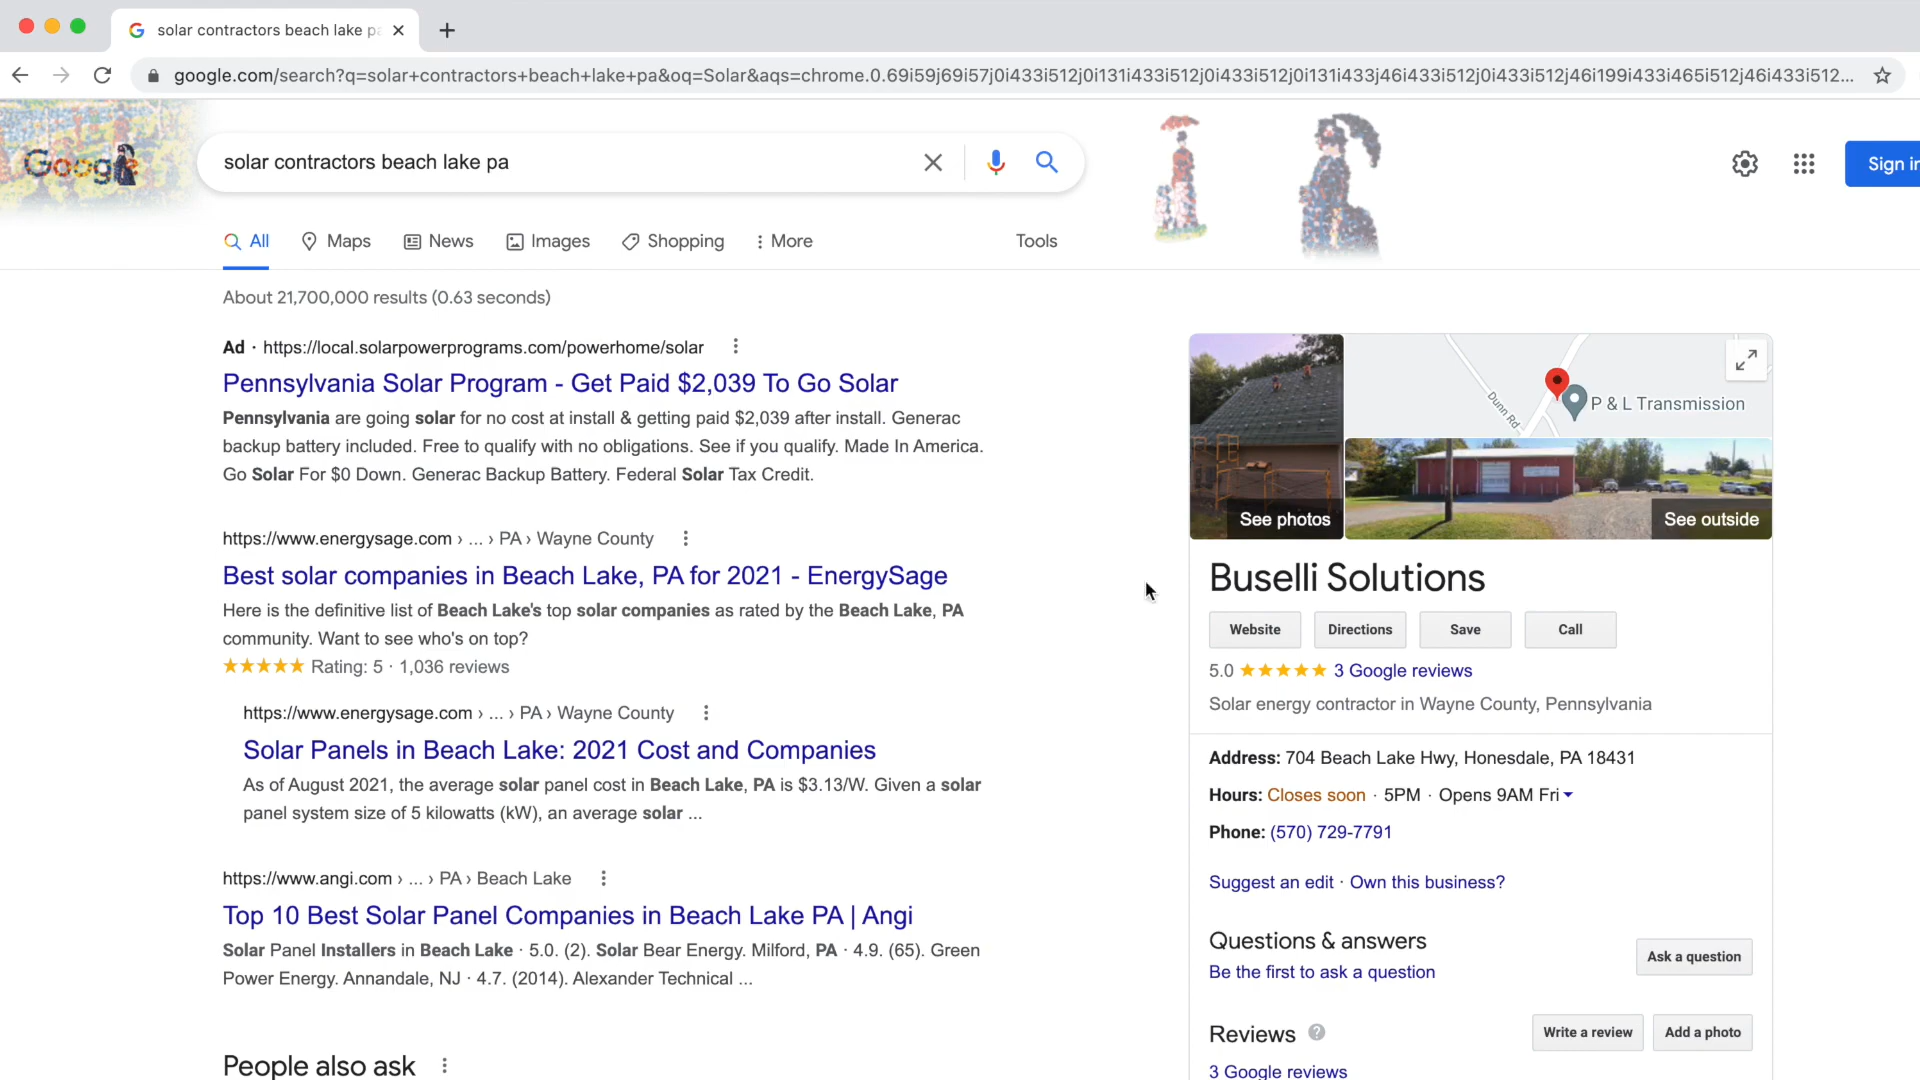 solar contractors beach lake pa
google.com/search?q=solar+contractors+beach+lake+pa&oq=Solar&aqs=chrome.0.69i59j69i57j0i433i512j0i131i433i512j0i433i512j0i131i433j46i433i512j0i433i512j46i199i433i465i512j46i433i512...
Google
solar contractors beach lake pa
Sign in
All
Maps
News
Images
Shopping
More
Tools
About 21,700,000 results (0.63 seconds)
Ad · https://local.solarpowerprograms.com/powerhome/solar
Pennsylvania Solar Program - Get Paid $2,039 To Go Solar
Pennsylvania are going solar for no cost at install & getting paid $2,039 after install. Generac
backup battery included. Free to qualify with no obligations. See if you qualify. Made In America.
Go Solar For $0 Down. Generac Backup Battery. Federal Solar Tax Credit.
https://www.energysage.com › ... › PA › Wayne County
Best solar companies in Beach Lake, PA for 2021 - EnergySage
Here is the definitive list of Beach Lake's top solar companies as rated by the Beach Lake, PA
community. Want to see who's on top?
Rating: 5 · 1,036 reviews
https://www.energysage.com › ... › PA › Wayne County
Solar Panels in Beach Lake: 2021 Cost and Companies
As of August 2021, the average solar panel cost in Beach Lake, PA is $3.13/W. Given a solar
panel system size of 5 kilowatts (kW), an average solar ...
https://www.angi.com › ... › PA › Beach Lake
Top 10 Best Solar Panel Companies in Beach Lake PA | Angi
Solar Panel Installers in Beach Lake · 5.0. (2). Solar Bear Energy. Milford, PA · 4.9. (65). Green
Power Energy. Annandale, NJ · 4.7. (2014). Alexander Technical ...
People also ask
Dunn Rd
P & L Transmission
See photos
See outside
Buselli Solutions
Website
Directions
Save
Call
5.0
3 Google reviews
Solar energy contractor in Wayne County, Pennsylvania
Address: 704 Beach Lake Hwy, Honesdale, PA 18431
Hours: Closes soon · 5PM · Opens 9AM Fri
Phone: (570) 729-7791
Suggest an edit · Own this business?
Questions & answers
Be the first to ask a question
Ask a question
Reviews
Write a review
Add a photo
3 Google reviews